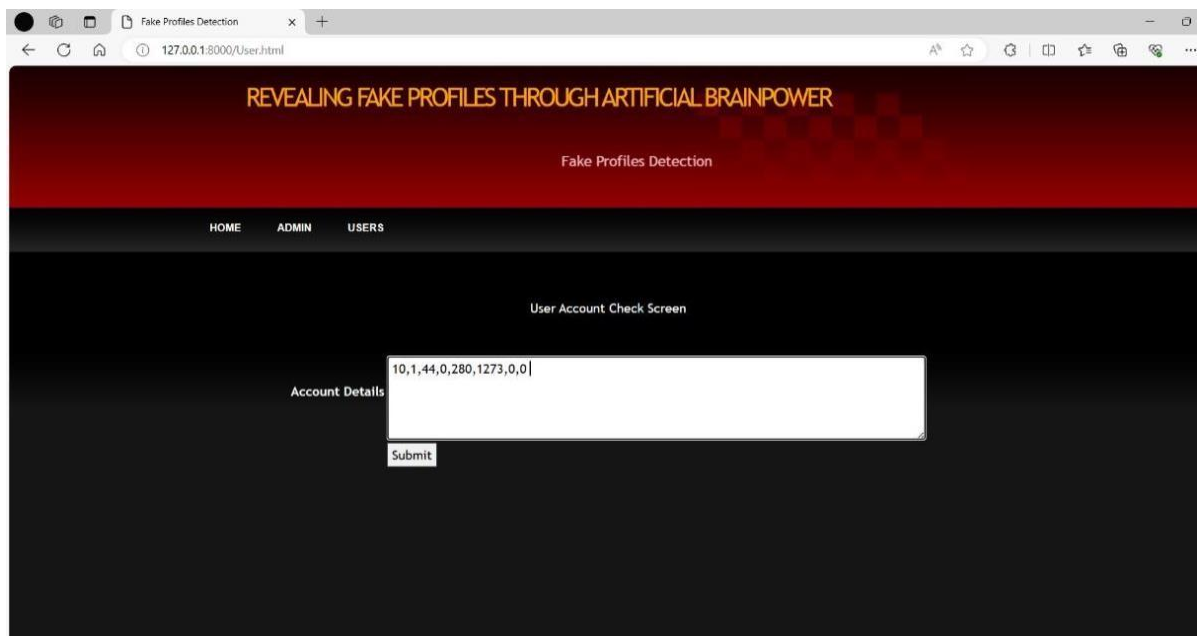 Fake Profiles Detection
127.0.0.1:8000/User.html
REVEALING FAKE PROFILES THROUGH ARTIFICIAL BRAINPOWER
Fake Profiles Detection
HOME ADMIN USERS
User Account Check Screen
10,1,44,0,280,1273,0,0
Account Details
Submit